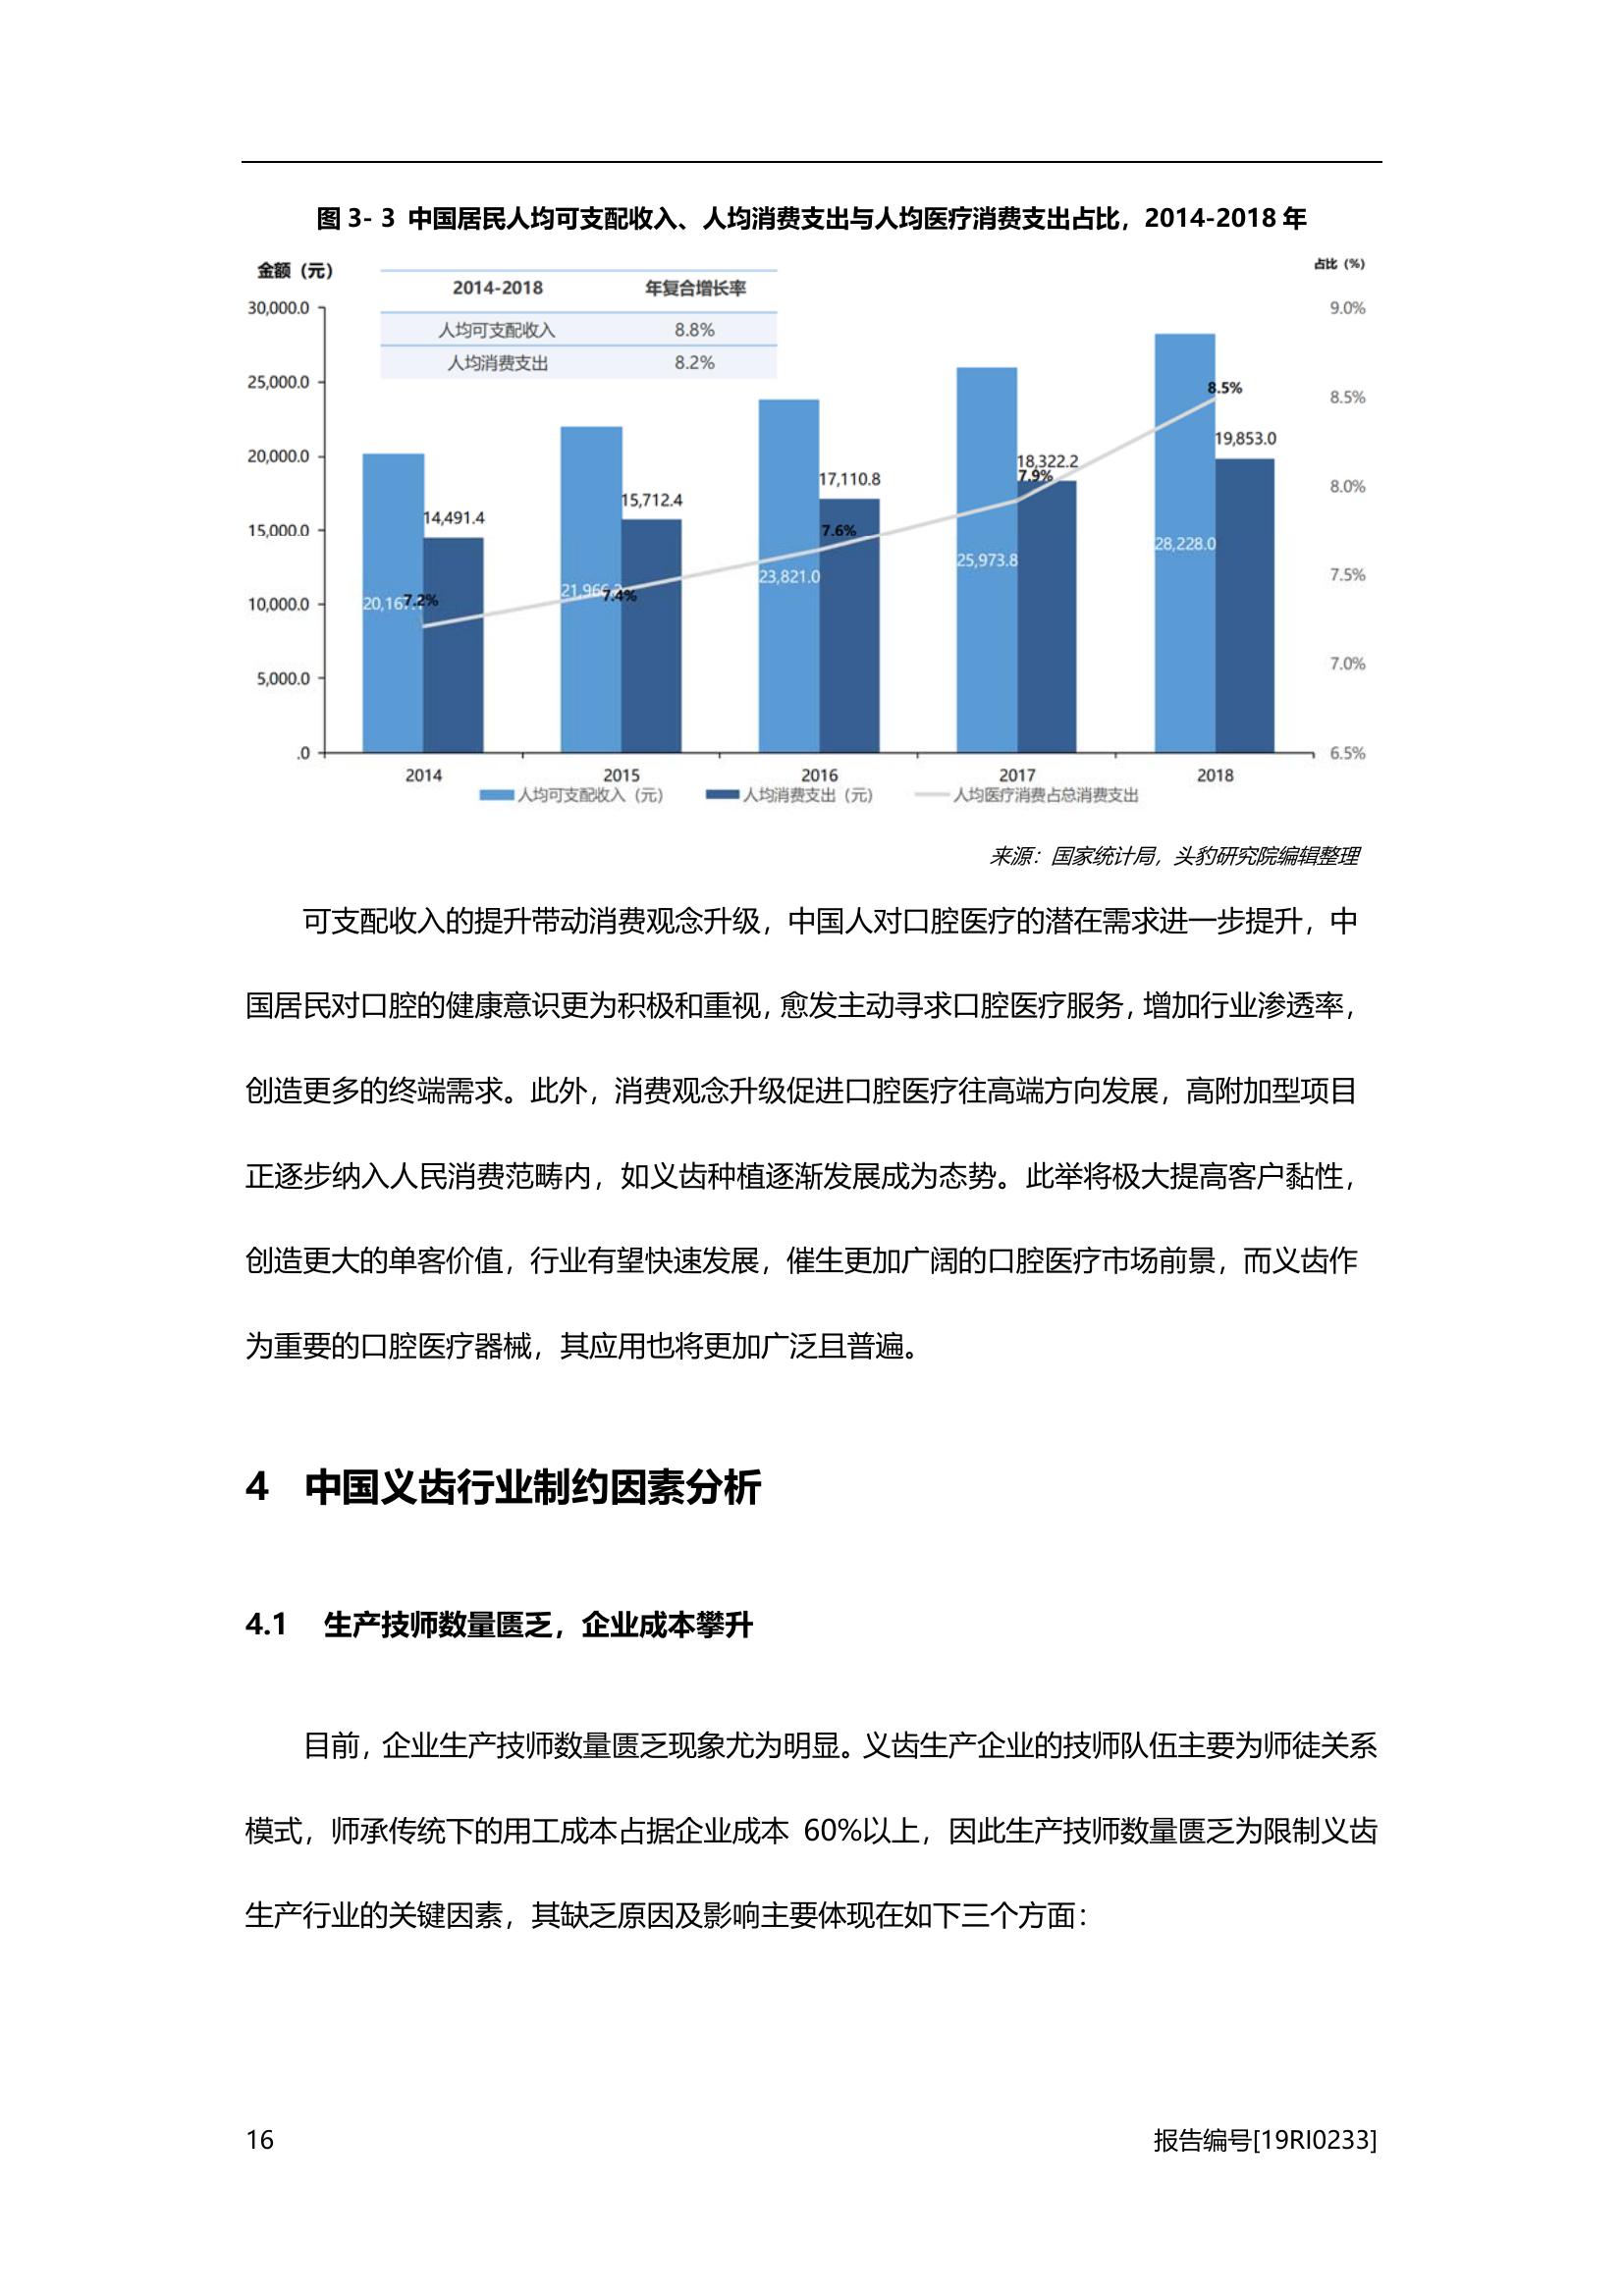 图 3- 3 中国居民人均可支配收入、人均消费支出与人均医疗消费支出占比，2014-2018 年
金额（元）
占比（%）
2014-2018 年复合增长率
人均可支配收入 8.8%
人均消费支出 8.2%
30,000.0
25,000.0
20,000.0
15,000.0
10,000.0
5,000.0
.0
9.0%
8.5%
8.0%
7.5%
7.0%
6.5%
14,491.4
7.2%
15,712.4
7.4%
23,821.0
17,110.8
7.6%
25,973.8
18,322.2
7.9%
28,228.0
19,853.0
8.5%
2014 2015 2016 2017 2018
人均可支配收入（元） 人均消费支出（元） 人均医疗消费占总消费支出
来源：国家统计局，头豹研究院编辑整理
可支配收入的提升带动消费观念升级，中国人对口腔医疗的潜在需求进一步提升，中
国居民对口腔的健康意识更为积极和重视，愈发主动寻求口腔医疗服务，增加行业渗透率，
创造更多的终端需求。此外，消费观念升级促进口腔医疗往高端方向发展，高附加型项目
正逐步纳入人民消费范畴内，如义齿种植逐渐发展成为态势。此举将极大提高客户黏性，
创造更大的单客价值，行业有望快速发展，催生更加广阔的口腔医疗市场前景，而义齿作
为重要的口腔医疗器械，其应用也将更加广泛且普遍。
4 中国义齿行业制约因素分析
4.1 生产技师数量匮乏，企业成本攀升
目前，企业生产技师数量匮乏现象尤为明显。义齿生产企业的技师队伍主要为师徒关系
模式，师承传统下的用工成本占据企业成本 60%以上，因此生产技师数量匮乏为限制义齿
生产行业的关键因素，其缺乏原因及影响主要体现在如下三个方面：
16
报告编号[19RI0233]